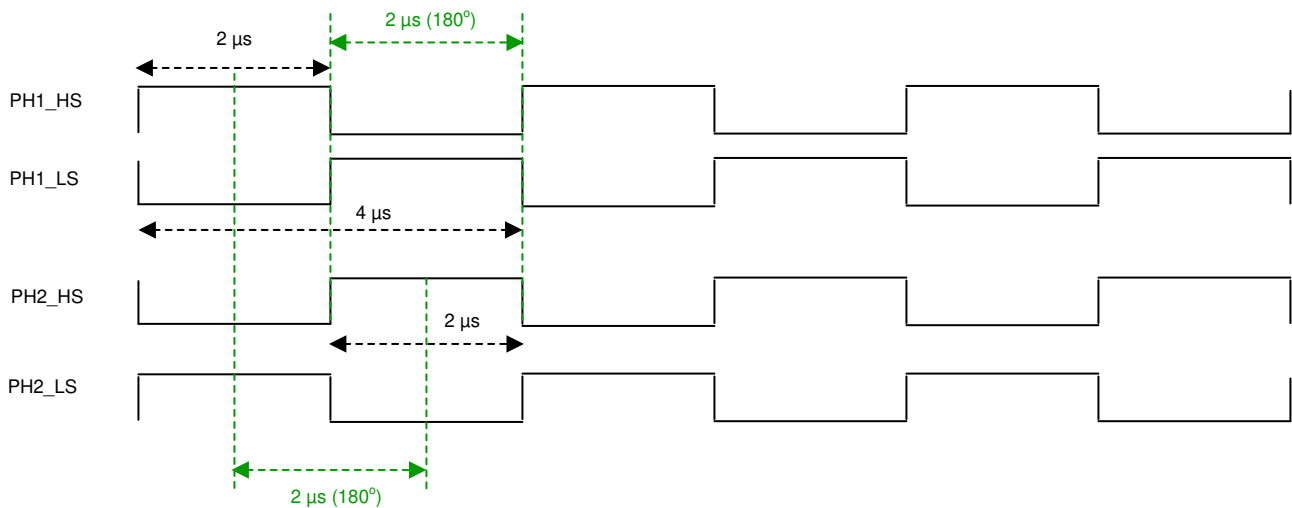 2 µs (180°)
2 µs
PH1_HS
PH1_LS
4 µs
PH2_HS
2 µs
PH2_LS
2 µs (180°)